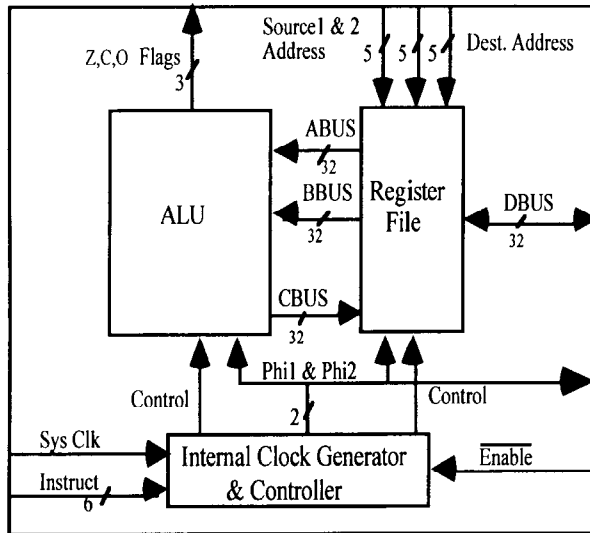 Source1 & 2
Address
5
5
5
Dest. Address
Z,C,O Flags
3
ABUS
32
BBUS
32
ALU
Register
File
DBUS
32
CBUS
32
Phi1 & Phi2
Control
2
Control
Sys Clk
Internal Clock Generator
& Controller
Enable
Instruct
6